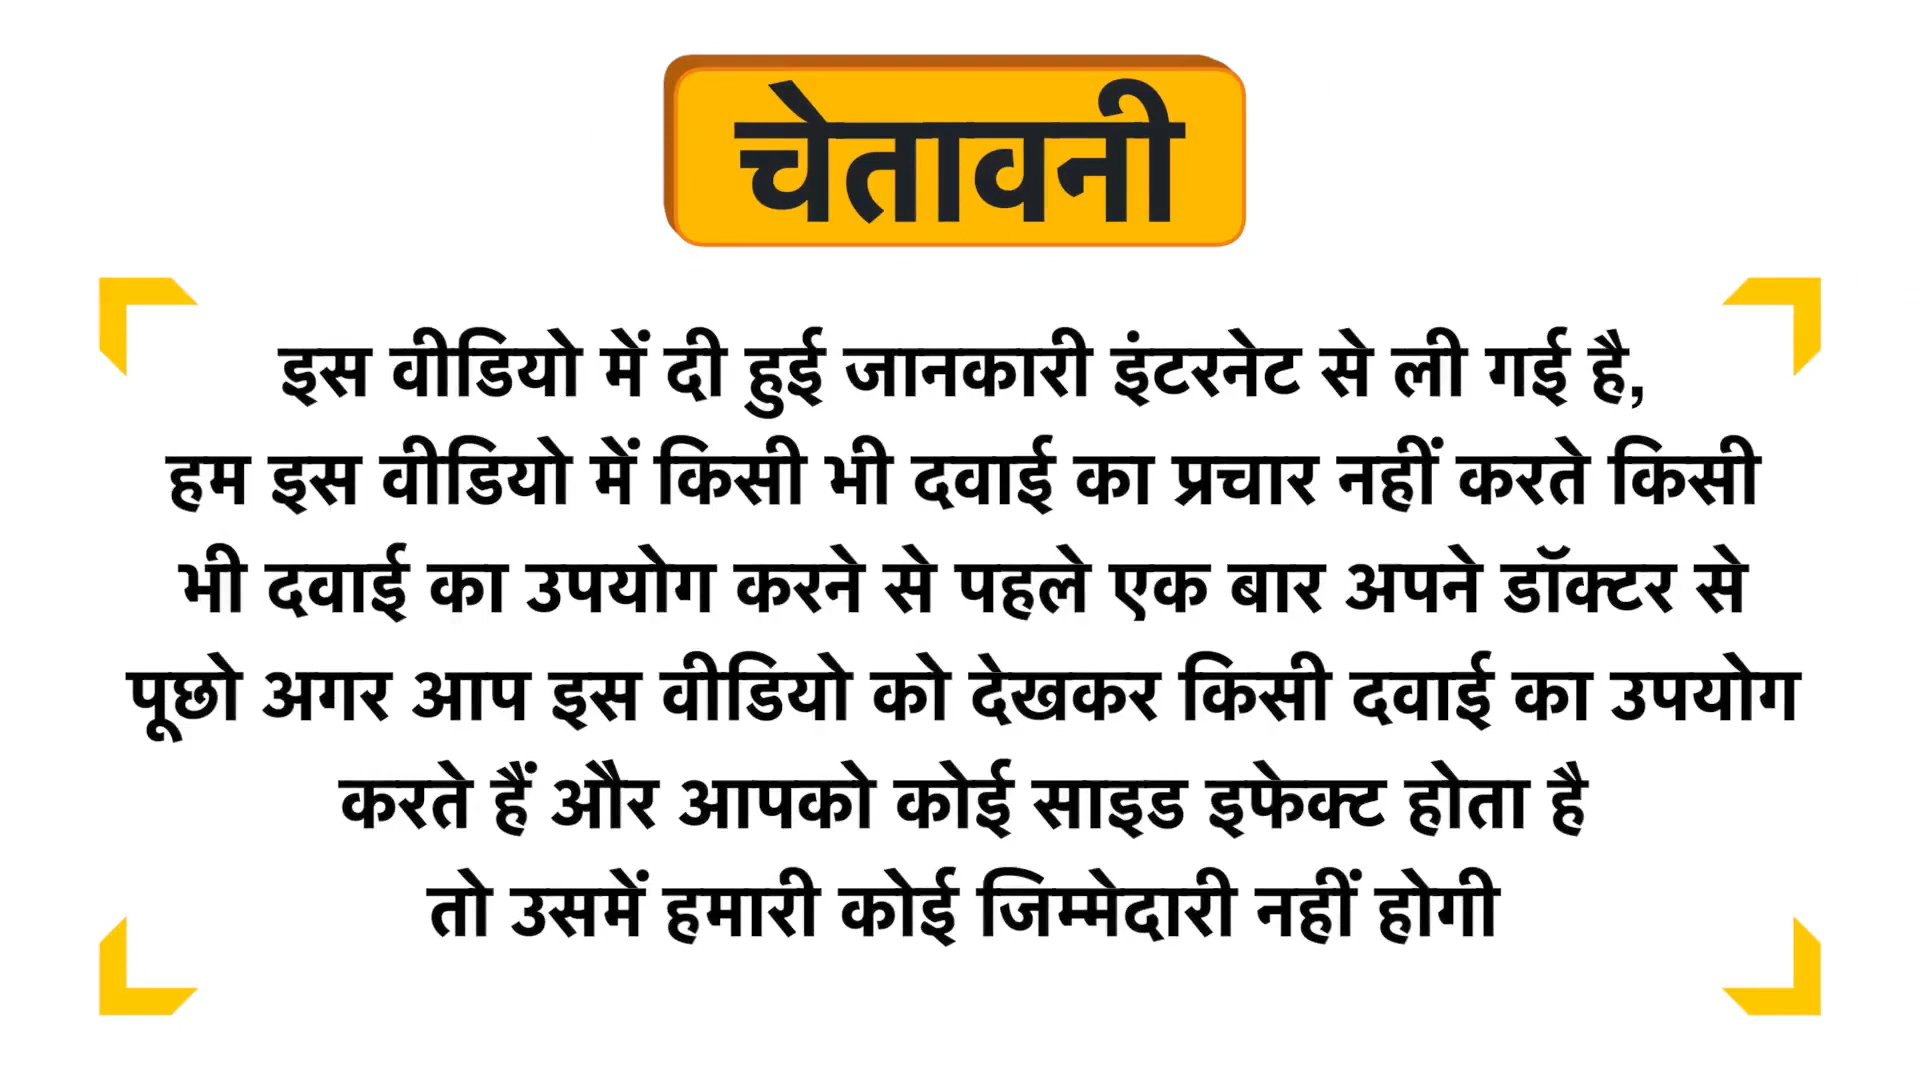 चेतावनी
इस वीडियो में दी हुई जानकारी इंटरनेट से ली गई है,
हम इस वीडियो में किसी भी दवाई का प्रचार नहीं करते किसी
भी दवाई का उपयोग करने से पहले एक बार अपने डॉक्टर से
पूछो अगर आप इस वीडियो को देखकर किसी दवाई का उपयोग
करते हैं और आपको कोई साइड इफेक्ट होता है
तो उसमें हमारी कोई जिम्मेदारी नहीं होगी